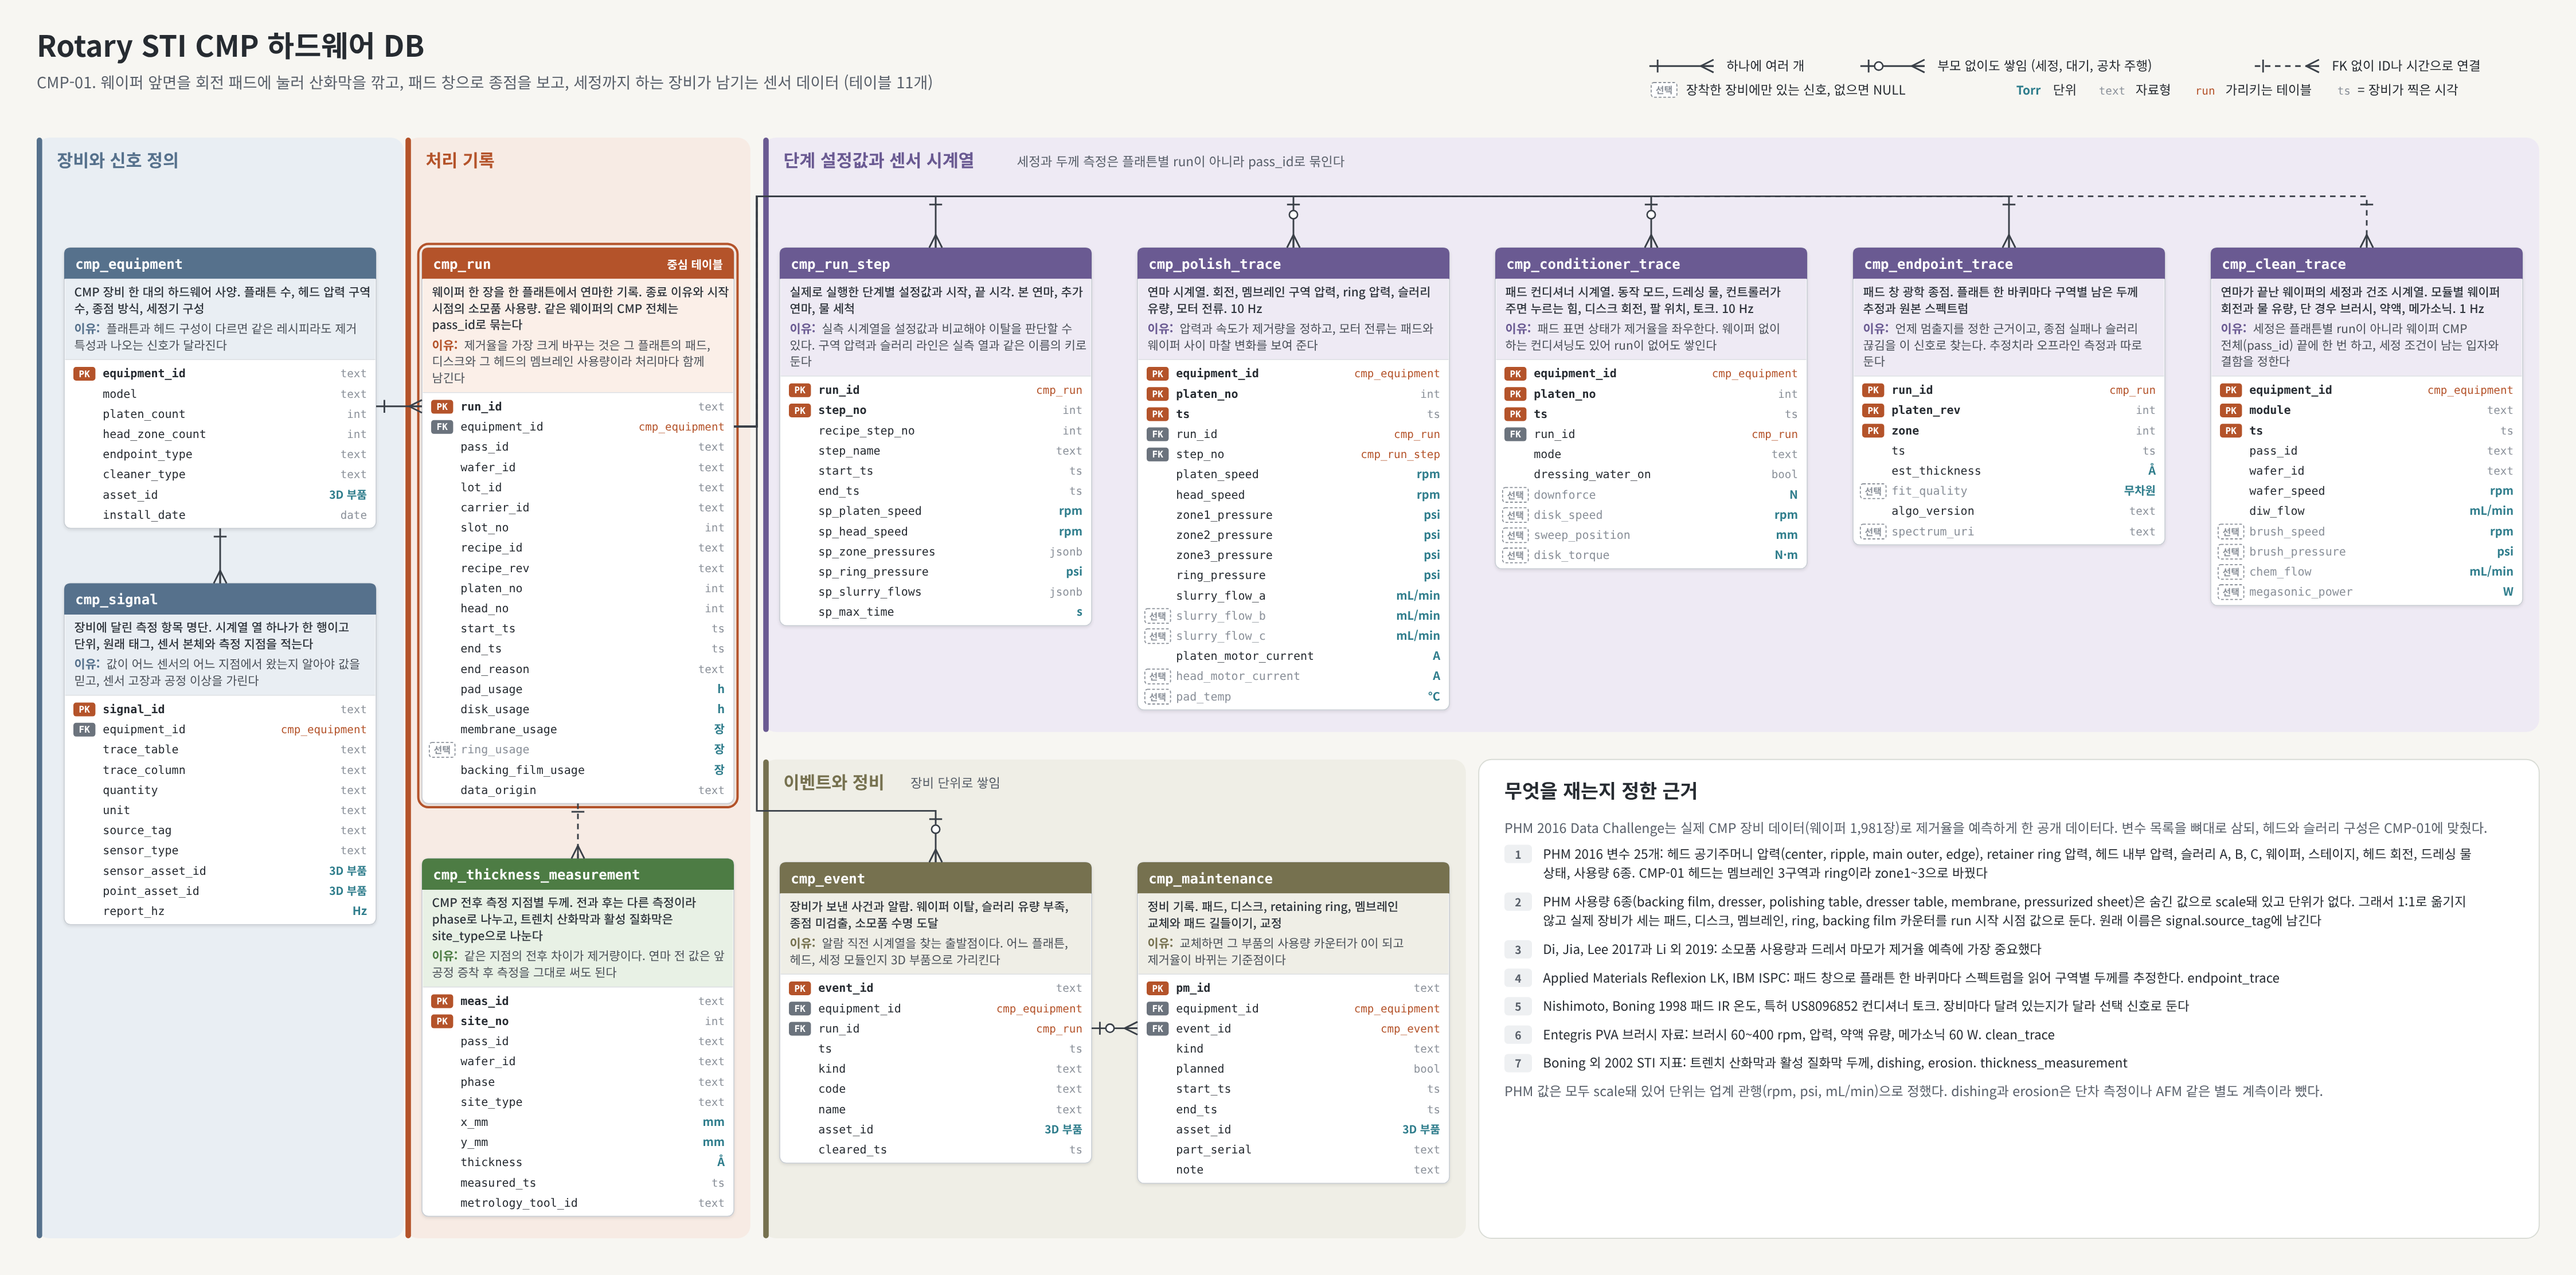 Rotary STI CMP 하드웨어 DB
CMP-01. 웨이퍼 앞면을 회전 패드에 눌러 산화막을 깎고, 패드 창으로 종점을 보고, 세정까지 하는 장비가 남기는 센서 데이터 (테이블 11개)
하나에 여러 개
부모 없이도 쌓임 (세정, 대기, 공차 주행)
FK 없이 ID나 시간으로 연결
선택 장착한 장비에만 있는 신호, 없으면 NULL
Torr 단위
text 자료형
run 가리키는 테이블
ts = 장비가 찍은 시각
장비와 신호 정의
cmp_equipment
CMP 장비 한 대의 하드웨어 사양. 플래튼 수, 헤드 압력 구역
수, 종점 방식, 세정기 구성
이유: 플래튼과 헤드 구성이 다르면 같은 레시피라도 제거
특성과 나오는 신호가 달라진다
PK equipment_id text
model text
platen_count int
head_zone_count int
endpoint_type text
cleaner_type text
asset_id 3D 부품
install_date date
cmp_signal
장비에 달린 측정 항목 명단. 시계열 열 하나가 한 행이고
단위, 원래 태그, 센서 본체와 측정 지점을 적는다
이유: 값이 어느 센서의 어느 지점에서 왔는지 알아야 값을
믿고, 센서 고장과 공정 이상을 가린다
PK signal_id text
FK equipment_id cmp_equipment
trace_table text
trace_column text
quantity text
unit text
source_tag text
sensor_type text
sensor_asset_id 3D 부품
point_asset_id 3D 부품
report_hz Hz
처리 기록
cmp_run 중심 테이블
웨이퍼 한 장을 한 플래튼에서 연마한 기록. 종료 이유와 시작
시점의 소모품 사용량. 같은 웨이퍼의 CMP 전체는
pass_id로 묶는다
이유: 제거율을 가장 크게 바꾸는 것은 그 플래튼의 패드,
디스크와 그 헤드의 멤브레인 사용량이라 처리마다 함께
남긴다
PK run_id text
FK equipment_id cmp_equipment
pass_id text
wafer_id text
lot_id text
carrier_id text
slot_no int
recipe_id text
recipe_rev text
platen_no int
head_no int
start_ts ts
end_ts ts
end_reason text
pad_usage h
disk_usage h
membrane_usage 장
선택 ring_usage 장
backing_film_usage 장
data_origin text
cmp_thickness_measurement
CMP 전후 측정 지점별 두께. 전과 후는 다른 측정이라
phase로 나누고, 트렌치 산화막과 활성 질화막은
site_type으로 나눈다
이유: 같은 지점의 전후 차이가 제거량이다. 연마 전 값은 앞
공정 증착 후 측정을 그대로 써도 된다
PK meas_id text
PK site_no int
pass_id text
wafer_id text
phase text
site_type text
x_mm mm
y_mm mm
thickness Å
measured_ts ts
metrology_tool_id text
단계 설정값과 센서 시계열
세정과 두께 측정은 플래튼별 run이 아니라 pass_id로 묶인다
cmp_run_step
실제로 실행한 단계별 설정값과 시작, 끝 시각. 본 연마, 추가
연마, 물 세척
이유: 실측 시계열을 설정값과 비교해야 이탈을 판단할 수
있다. 구역 압력과 슬러리 라인은 실측 열과 같은 이름의 키로
둔다
PK run_id cmp_run
PK step_no int
recipe_step_no int
step_name text
start_ts ts
end_ts ts
sp_platen_speed rpm
sp_head_speed rpm
sp_zone_pressures jsonb
sp_ring_pressure psi
sp_slurry_flows jsonb
sp_max_time s
cmp_polish_trace
연마 시계열. 회전, 멤브레인 구역 압력, ring 압력, 슬러리
유량, 모터 전류. 10 Hz
이유: 압력과 속도가 제거량을 정하고, 모터 전류는 패드와
웨이퍼 사이 마찰 변화를 보여 준다
PK equipment_id cmp_equipment
PK platen_no int
PK ts ts
FK run_id cmp_run
FK step_no cmp_run_step
platen_speed rpm
head_speed rpm
zone1_pressure psi
zone2_pressure psi
zone3_pressure psi
ring_pressure psi
slurry_flow_a mL/min
선택 slurry_flow_b mL/min
선택 slurry_flow_c mL/min
platen_motor_current A
선택 head_motor_current A
선택 pad_temp °C
cmp_conditioner_trace
패드 컨디셔너 시계열. 동작 모드, 드레싱 물, 컨트롤러가
주면 누르는 힘, 디스크 회전, 팔 위치, 토크. 10 Hz
이유: 패드 표면 상태가 제거율을 좌우한다. 웨이퍼 없이
하는 컨디셔닝도 있어 run이 없어도 쌓인다
PK equipment_id cmp_equipment
PK platen_no int
PK ts ts
FK run_id cmp_run
mode text
dressing_water_on bool
선택 downforce N
선택 disk_speed rpm
선택 sweep_position mm
선택 disk_torque N·m
cmp_endpoint_trace
패드 창 광학 종점. 플래튼 한 바퀴마다 구역별 남은 두께
추정과 원본 스펙트럼
이유: 언제 멈출지를 정한 근거이고, 종점 실패나 슬러리
끊김을 이 신호로 찾는다. 추정치라 오프라인 측정과 따로
둔다
PK run_id cmp_run
PK platen_rev int
PK zone int
ts ts
est_thickness Å
선택 fit_quality 무차원
algo_version text
선택 spectrum_uri text
cmp_clean_trace
연마가 끝난 웨이퍼의 세정과 건조 시계열. 모듈별 웨이퍼
회전과 물 유량, 단 경우 브러시, 약액, 메가소닉. 1 Hz
이유: 세정은 플래튼별 run이 아니라 웨이퍼 CMP
전체(pass_id) 끝에 한 번 하고, 세정 조건이 남는 입자와
결함을 정한다
PK equipment_id cmp_equipment
PK module text
PK ts ts
pass_id text
wafer_id text
wafer_speed rpm
diw_flow mL/min
선택 brush_speed rpm
선택 brush_pressure psi
선택 chem_flow mL/min
선택 megasonic_power W
이벤트와 정비
장비 단위로 쌓임
cmp_event
장비가 보낸 사건과 알람. 웨이퍼 이탈, 슬러리 유량 부족,
종점 미검출, 소모품 수명 도달
이유: 알람 직전 시계열을 찾는 출발점이다. 어느 플래튼,
헤드, 세정 모듈인지 3D 부품으로 가리킨다
PK event_id text
FK equipment_id cmp_equipment
FK run_id cmp_run
ts ts
kind text
code text
name text
asset_id 3D 부품
cleared_ts ts
cmp_maintenance
정비 기록. 패드, 디스크, retaining ring, 멤브레인
교체와 패드 길들이기, 교정
이유: 교체하면 그 부품의 사용량 카운터가 0이 되고
제거율이 바뀌는 기준점이다
PK pm_id text
FK equipment_id cmp_equipment
FK event_id cmp_event
kind text
planned bool
start_ts ts
end_ts ts
asset_id 3D 부품
part_serial text
note text
무엇을 재는지 정한 근거
PHM 2016 Data Challenge는 실제 CMP 장비 데이터(웨이퍼 1,981장)로 제거율을 예측하게 한 공개 데이터다. 변수 목록을 뼈대로 삼되, 헤드와 슬러리 구성은 CMP-01에 맞췄다.
1 PHM 2016 변수 25개: 헤드 공기주머니 압력(center, ripple, main outer, edge), retainer ring 압력, 헤드 내부 압력, 슬러리 A, B, C, 웨이퍼, 스테이지, 헤드 회전, 드레싱 물
상태, 사용량 6종. CMP-01 헤드는 멤브레인 3구역과 ring이라 zone1~3으로 바꿨다
2 PHM 사용량 6종(backing film, dresser, polishing table, dresser table, membrane, pressurized sheet)은 숨긴 값으로 scale돼 있고 단위가 없다. 그래서 1:1로 옮기지
않고 실제 장비가 세는 패드, 디스크, 멤브레인, ring, backing film 카운터를 run 시작 시점 값으로 둔다. 원래 이름은 signal.source_tag에 남긴다
3 Di, Jia, Lee 2017과 Li 외 2019: 소모품 사용량과 드레서 마모가 제거율 예측에 가장 중요했다
4 Applied Materials Reflexion LK, IBM ISPC: 패드 창으로 플래튼 한 바퀴마다 스펙트럼을 읽어 구역별 두께를 추정한다. endpoint_trace
5 Nishimoto, Boning 1998 패드 IR 온도, 특허 US8096852 컨디셔너 토크. 장비마다 달려 있는지가 달라 선택 신호로 둔다
6 Entegris PVA 브러시 자료: 브러시 60~400 rpm, 압력, 약액 유량, 메가소닉 60 W. clean_trace
7 Boning 외 2002 STI 지표: 트렌치 산화막과 활성 질화막 두께, dishing, erosion. thickness_measurement
PHM 값은 모두 scale돼 있어 단위는 업계 관행(rpm, psi, mL/min)으로 정했다. dishing과 erosion은 단차 측정이나 AFM 같은 별도 계측이라 뺐다.